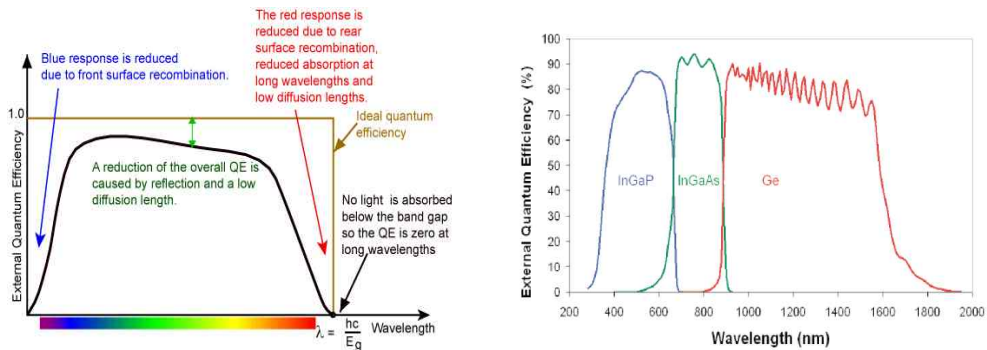 Blue response is reduced
due to front surface recombination.
The red response is
reduced due to rear
surface recombination,
reduced absorption at
long wavelengths and
low diffusion lengths.
1.0
Ideal quantum
efficiency
A reduction of the overall QE is
caused by reflection and a low
diffusion length.
No light is absorbed
below the band gap
so the QE is zero at
long wavelengths
External Quantum Efficiency
λ = hc
Eg
Wavelength
External Quantum Efficiency (%)
100
90
80
70
60
50
40
30
20
10
0
InGaP
InGaAs
Ge
200 400 600 800 1000 1200 1400 1600 1800 2000
Wavelength (nm)